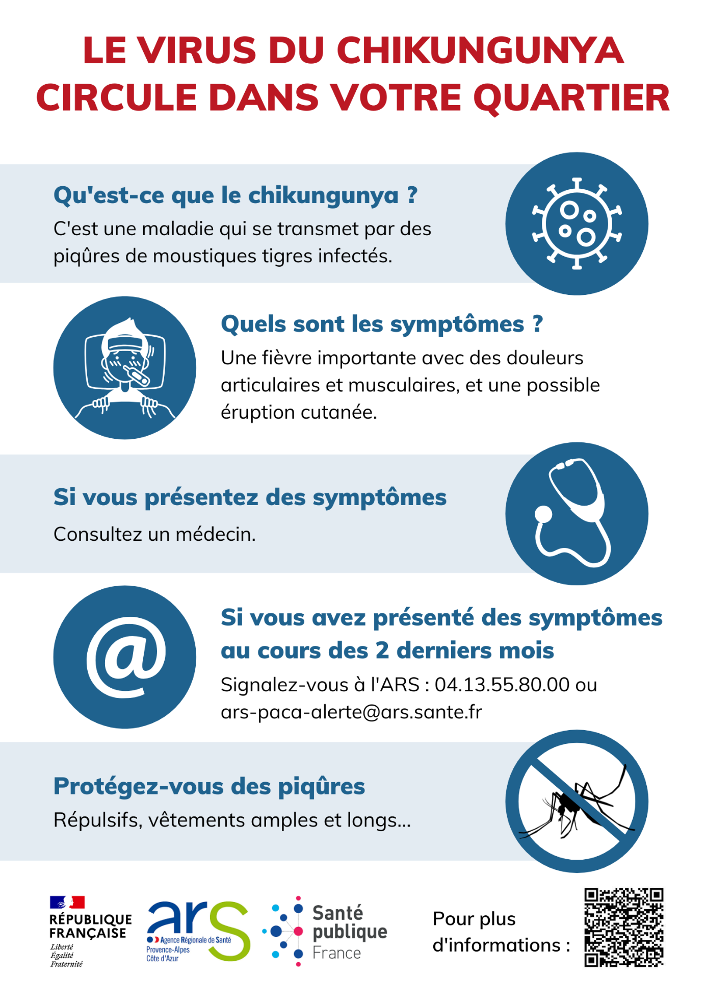 LE VIRUS DU CHIKUNGUNYA
CIRCULE DANS VOTRE QUARTIER
Qu'est-ce que le chikungunya ?
C'est une maladie qui se transmet par des
piqûres de moustiques tigres infectés.
Quels sont les symptômes ?
Une fièvre importante avec des douleurs
articulaires et musculaires, et une possible
éruption cutanée.
Si vous présentez des symptômes
Consultez un médecin.
@
Si vous avez présenté des symptômes
au cours des 2 derniers mois
Signalez-vous à l'ARS : 04.13.55.80.00 ou
ars-paca-alerte@ars.sante.fr
Protégez-vous des piqûres
Répulsifs, vêtements amples et longs...
RÉPUBLIQUE
FRANÇAISE
Liberté
Égalité
Fraternité
ars
Agence Régionale de Santé
Provence-Alpes
Côte d'Azur
Santé
publique
France
Pour plus
d'informations :